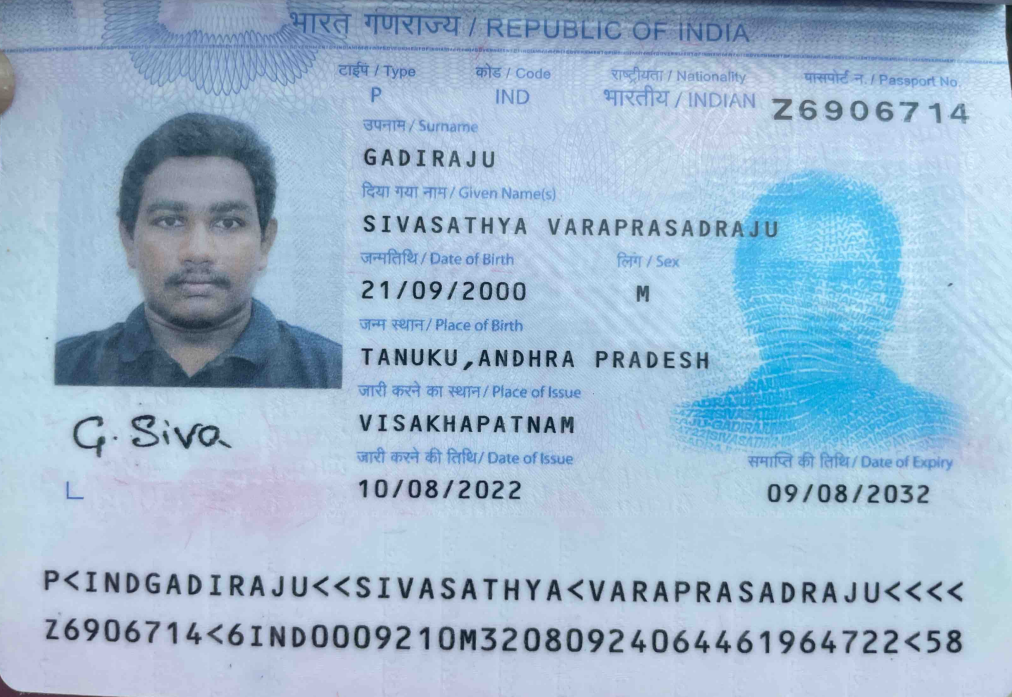 भारत गणराज्य / REPUBLIC OF INDIA
टाईप / Type कोड / Code राष्ट्रीयता / Nationality पासपोर्ट न. / Passport No.
P IND भारतीय / INDIAN Z6906714
उपनाम / Surname
GADIRAJU
दिया गया नाम / Given Name(s)
SIVASATHYA VARAPRASADRAJU
जन्मतिथि / Date of Birth लिंग / Sex
21/09/2000 M
जन्म स्थान / Place of Birth
TANUKU,ANDHRA PRADESH
जारी करने का स्थान / Place of Issue
VISAKHAPATNAM
G. Siva
जारी करने की तिथि / Date of Issue समाप्ति की तिथि / Date of Expiry
10/08/2022 09/08/2032
P<INDGADIRAJU<<SIVASATHYA<VARAPRASADRAJU<<<<
Z6906714<6IND0009210M32080924064461964722<58